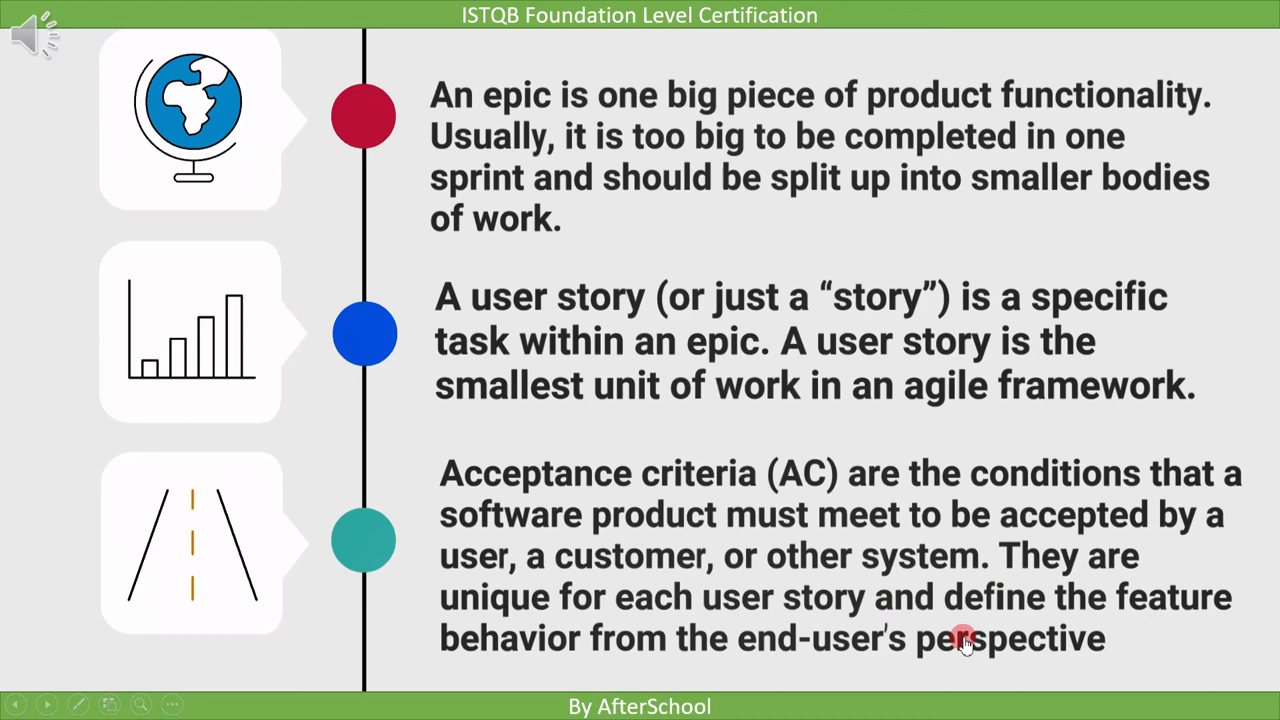 ISTQB Foundation Level Certification
An epic is one big piece of product functionality.
Usually, it is too big to be completed in one
sprint and should be split up into smaller bodies
of work.
A user story (or just a “story”) is a specific
task within an epic. A user story is the
smallest unit of work in an agile framework.
Acceptance criteria (AC) are the conditions that a
software product must meet to be accepted by a
user, a customer, or other system. They are
unique for each user story and define the feature
behavior from the end-user's perspective
By AfterSchool